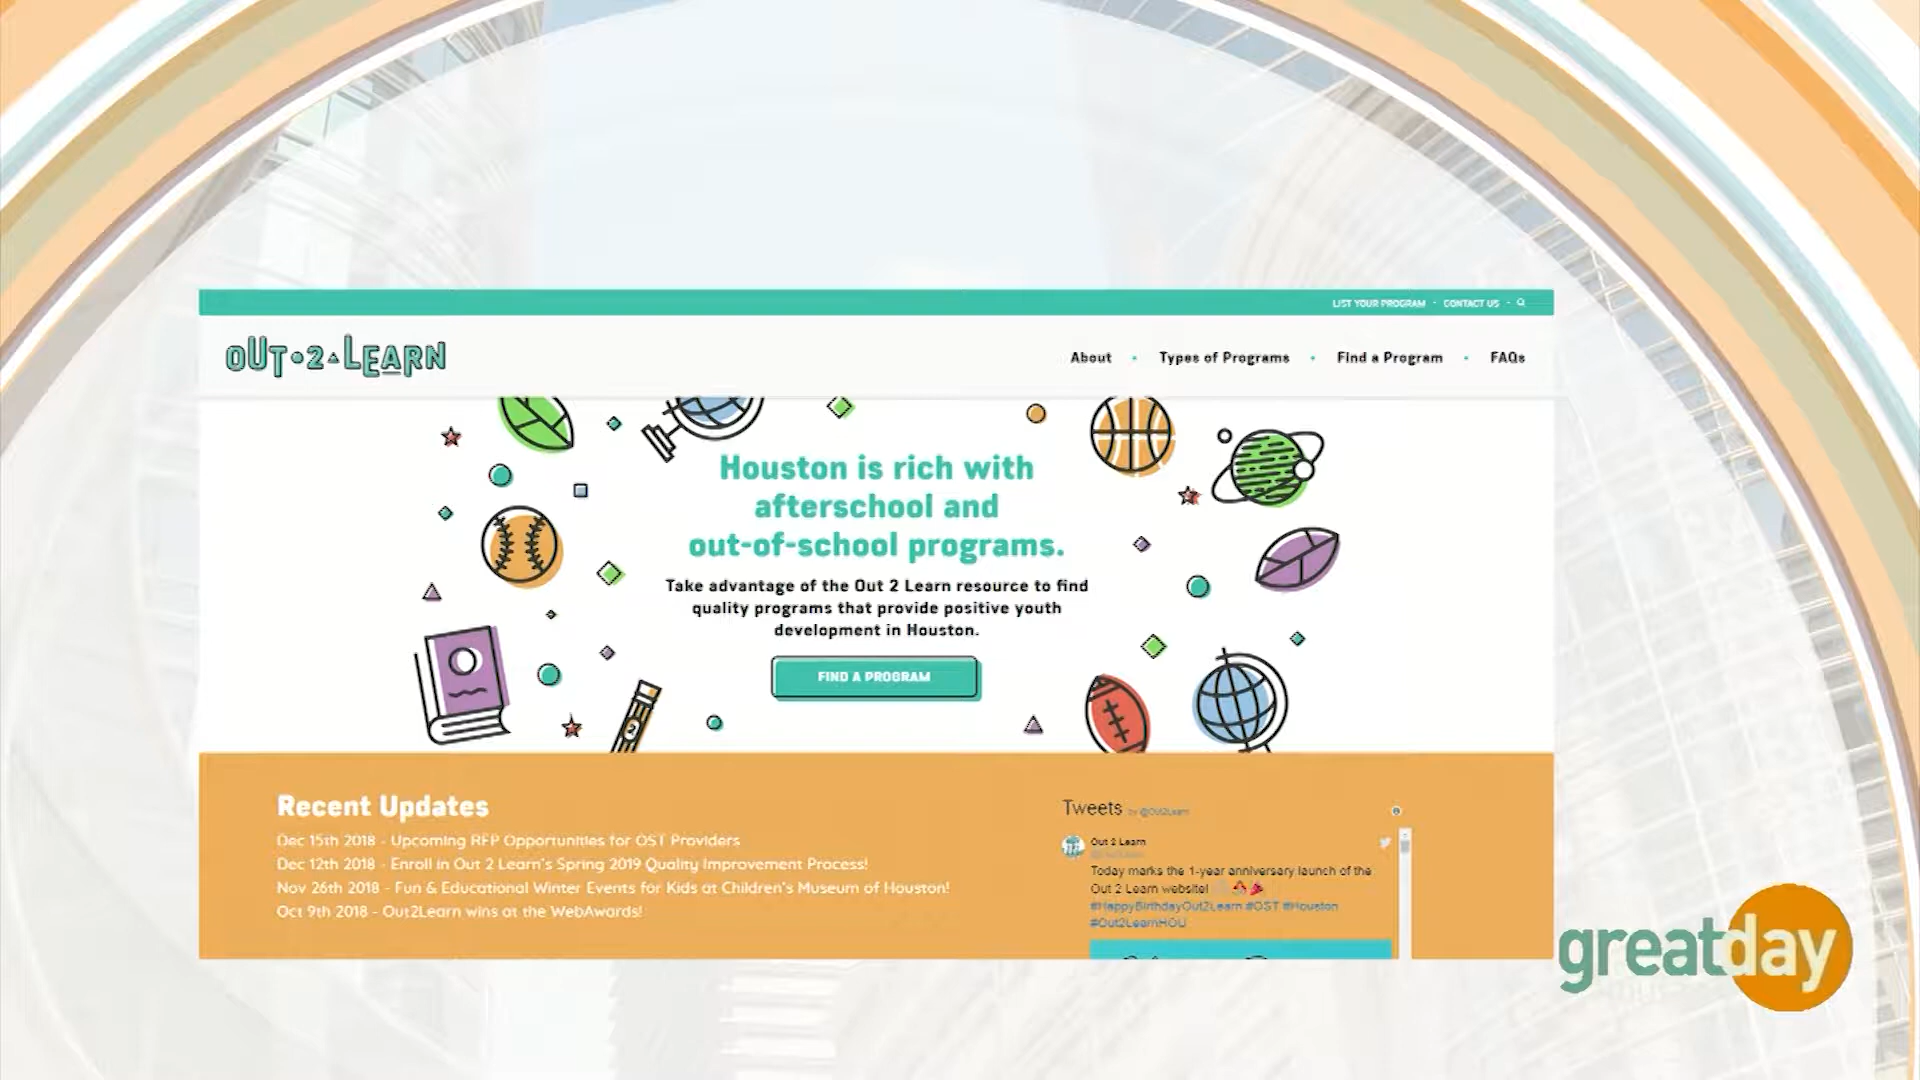 LIST YOUR PROGRAM - CONTACT US -
OUT•2▲LEARN
About • Types of Programs • Find a Program • FAQs
Houston is rich with
afterschool and
out-of-school programs.
Take advantage of the Out 2 Learn resource to find
quality programs that provide positive youth
development in Houston.
FIND A PROGRAM
2
Recent Updates
Dec 15th 2018 - Upcoming RFP Opportunities for OST Providers
Dec 12th 2018 - Enroll in Out 2 Learn's Spring 2019 Quality Improvement Process!
Nov 26th 2018 - Fun & Educational Winter Events for Kids at Children's Museum of Houston!
Oct 9th 2018 - Out2Learn wins at the WebAwards!
Tweets by @Out2Learn
Out 2 Learn
Today marks the 1-year anniversary launch of the
Out 2 Learn website!
#HappyBirthdayOut2Learn #OST #Houston
#Out2LearnHOU
greatday